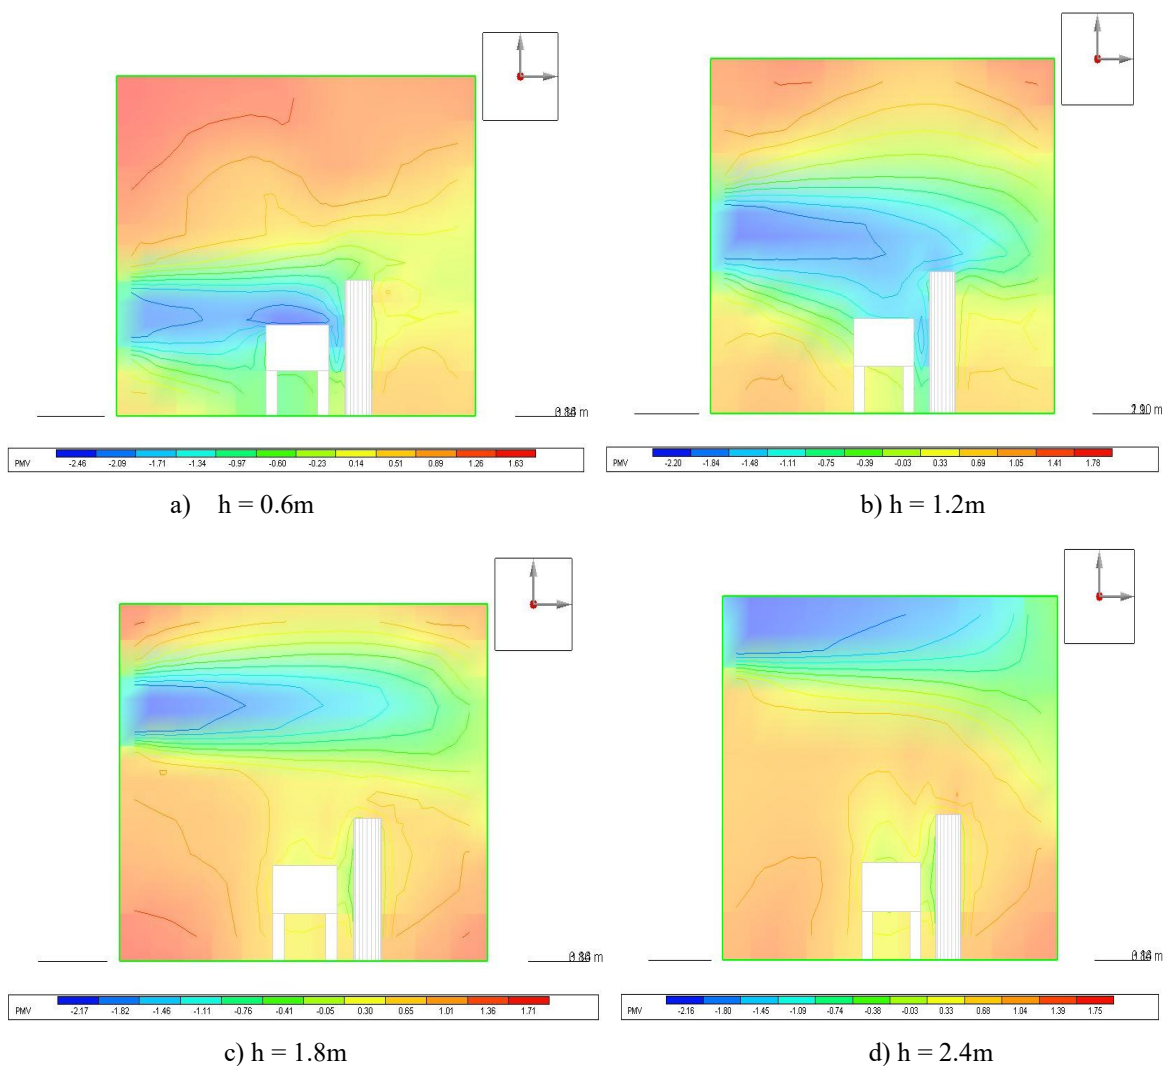 PMV -2.46 -2.09 -1.71 -1.34 -0.97 -0.60 -0.23 0.14 0.51 0.89 1.26 1.63
PMV -2.20 -1.84 -1.48 -1.11 -0.75 -0.39 -0.03 0.33 0.69 1.05 1.41 1.78
a) h = 0.6m
b) h = 1.2m
PMV -2.17 -1.82 -1.46 -1.11 -0.76 -0.41 -0.05 0.30 0.65 1.01 1.36 1.71
PMV -2.16 -1.80 -1.45 -1.09 -0.74 -0.38 -0.03 0.33 0.68 1.04 1.39 1.75
c) h = 1.8m
d) h = 2.4m